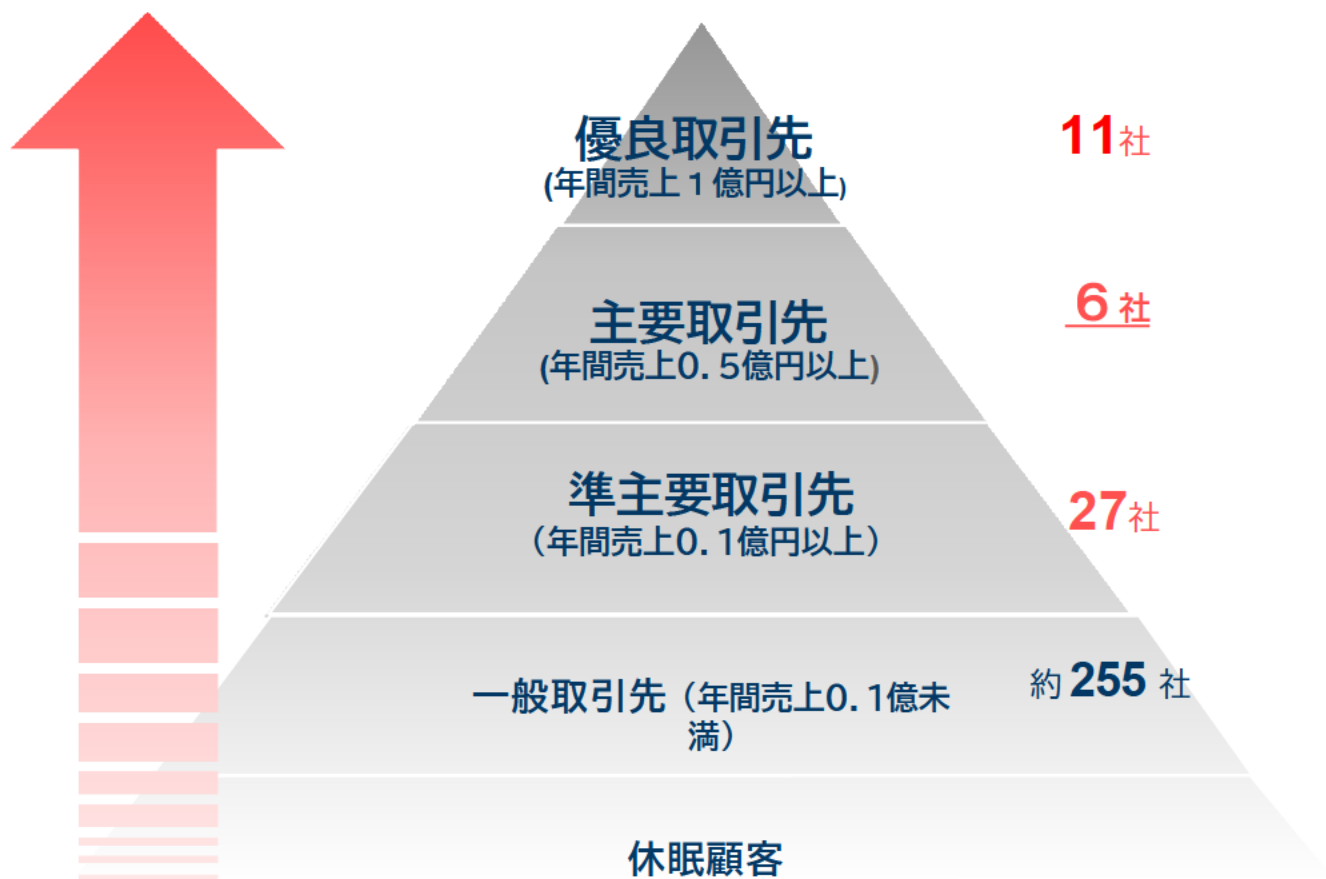 優良取引先
(年間売上１億円以上)
11社
主要取引先
(年間売上0．5億円以上)
６社
準主要取引先
（年間売上0．1億円以上）
27社
一般取引先（年間売上0．1億未
満）
約255 社
休眠顧客